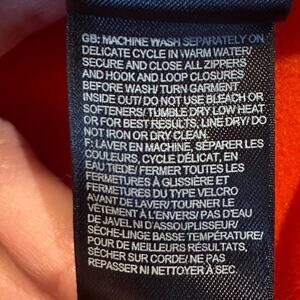 GB: MACHINE WASH SEPARATELY ON
DELICATE CYCLE IN WARM WATER/
SECURE AND CLOSE ALL ZIPPERS
AND HOOK AND LOOP CLOSURES
BEFORE WASH/ TURN GARMENT
INSIDE OUT/ DO NOT USE BLEACH OR
SOFTENERS/ TUMBLE DRY LOW HEAT
OR FOR BEST RESULTS, LINE DRY/ DO
NOT IRON OR DRY CLEAN.
F: LAVER EN MACHINE, SÉPARER LES
COULEURS, CYCLE DÉLICAT, EN
EAU TIEDE/ FERMER TOUTES LES
FERMETURES À GLISSIÈRE ET
FERMETURES DU TYPE VELCRO
AVANT DE LAVER/ TOURNER LE
VÊTEMENT À L'ENVERS/ PAS D'EAU
DE JAVEL NI D'ASSOUPLISEUR/
SÈCHE-LINGE BASSE TEMPÉRATURE/
POUR DE MEILLEURS RÉSULTATS,
SÉCHER SUR CORDE/ NE PAS
REPASSER NI NETTOYER À SEC.